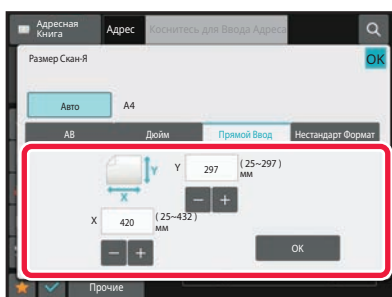 Адресная
Книга
Адрес
Коснитесь для Ввода Адреса
Размер Скан-Я
OK
Авто
A4
AB
Дюйм
Прямой Ввод
Нестандарт Формат
Y
X
Y
297
(25~297)
мм
X
420
(25~432)
мм
OK
Прочие